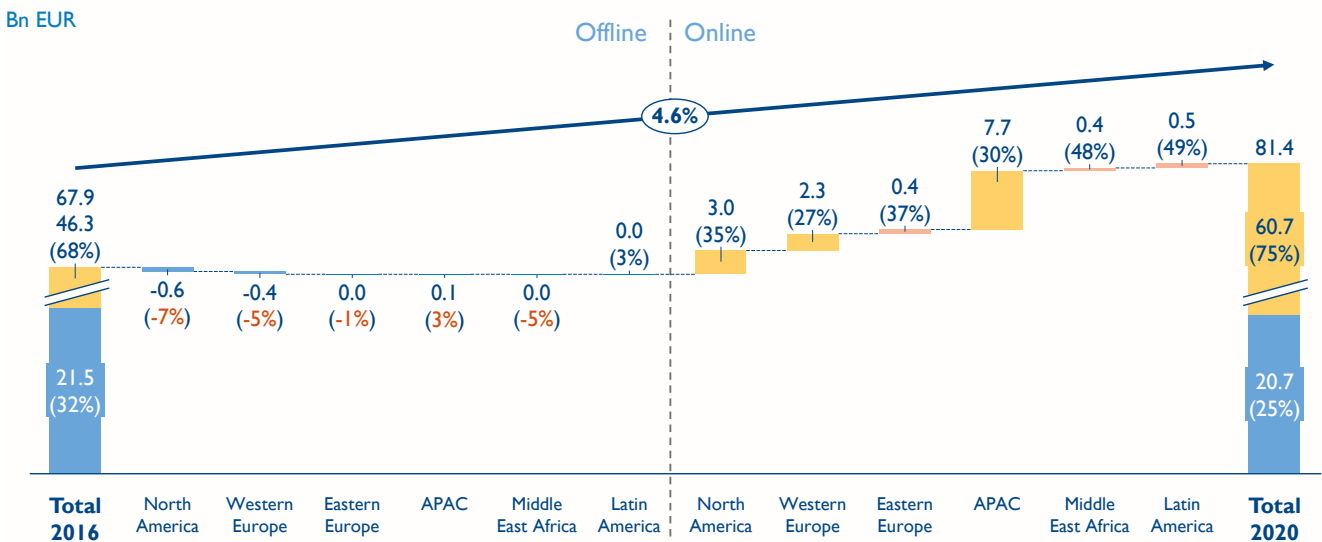 Bn EUR
Offline
Online
4.6%
67.9
46.3
(68%)
21.5
(32%)
-0.6
(-7%)
-0.4
(-5%)
0.0
(-1%)
0.1
(3%)
0.0
(-5%)
0.0
(3%)
3.0
(35%)
2.3
(27%)
0.4
(37%)
7.7
(30%)
0.4
(48%)
0.5
(49%)
81.4
60.7
(75%)
20.7
(25%)
Total
2016
North
America
Western
Europe
Eastern
Europe
APAC
Middle
East Africa
Latin
America
North
America
Western
Europe
Eastern
Europe
APAC
Middle
East Africa
Latin
America
Total
2020